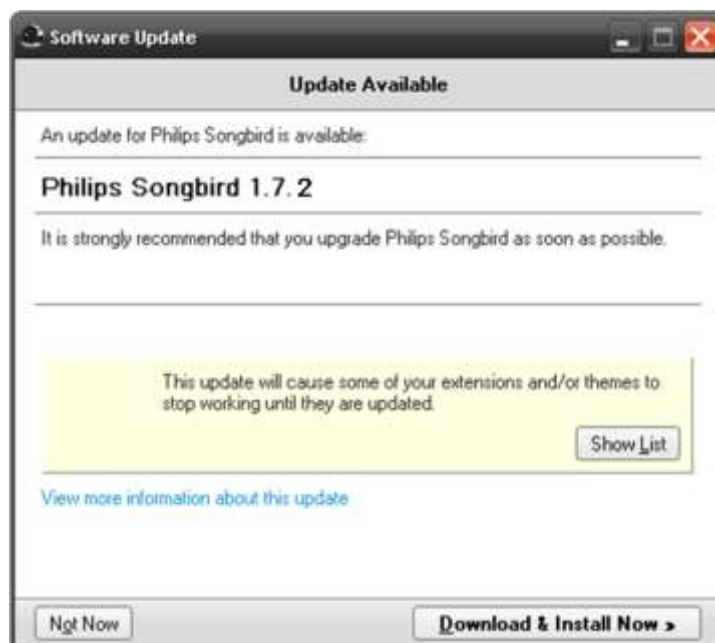 Software Update
Update Available
An update for Philips Songbird is available:
Philips Songbird 1.7.2
It is strongly recommended that you upgrade Philips Songbird as soon as possible.
This update will cause some of your extensions and/or themes to
stop working until they are updated.
Show List
View more information about this update
Not Now
Download & Install Now »